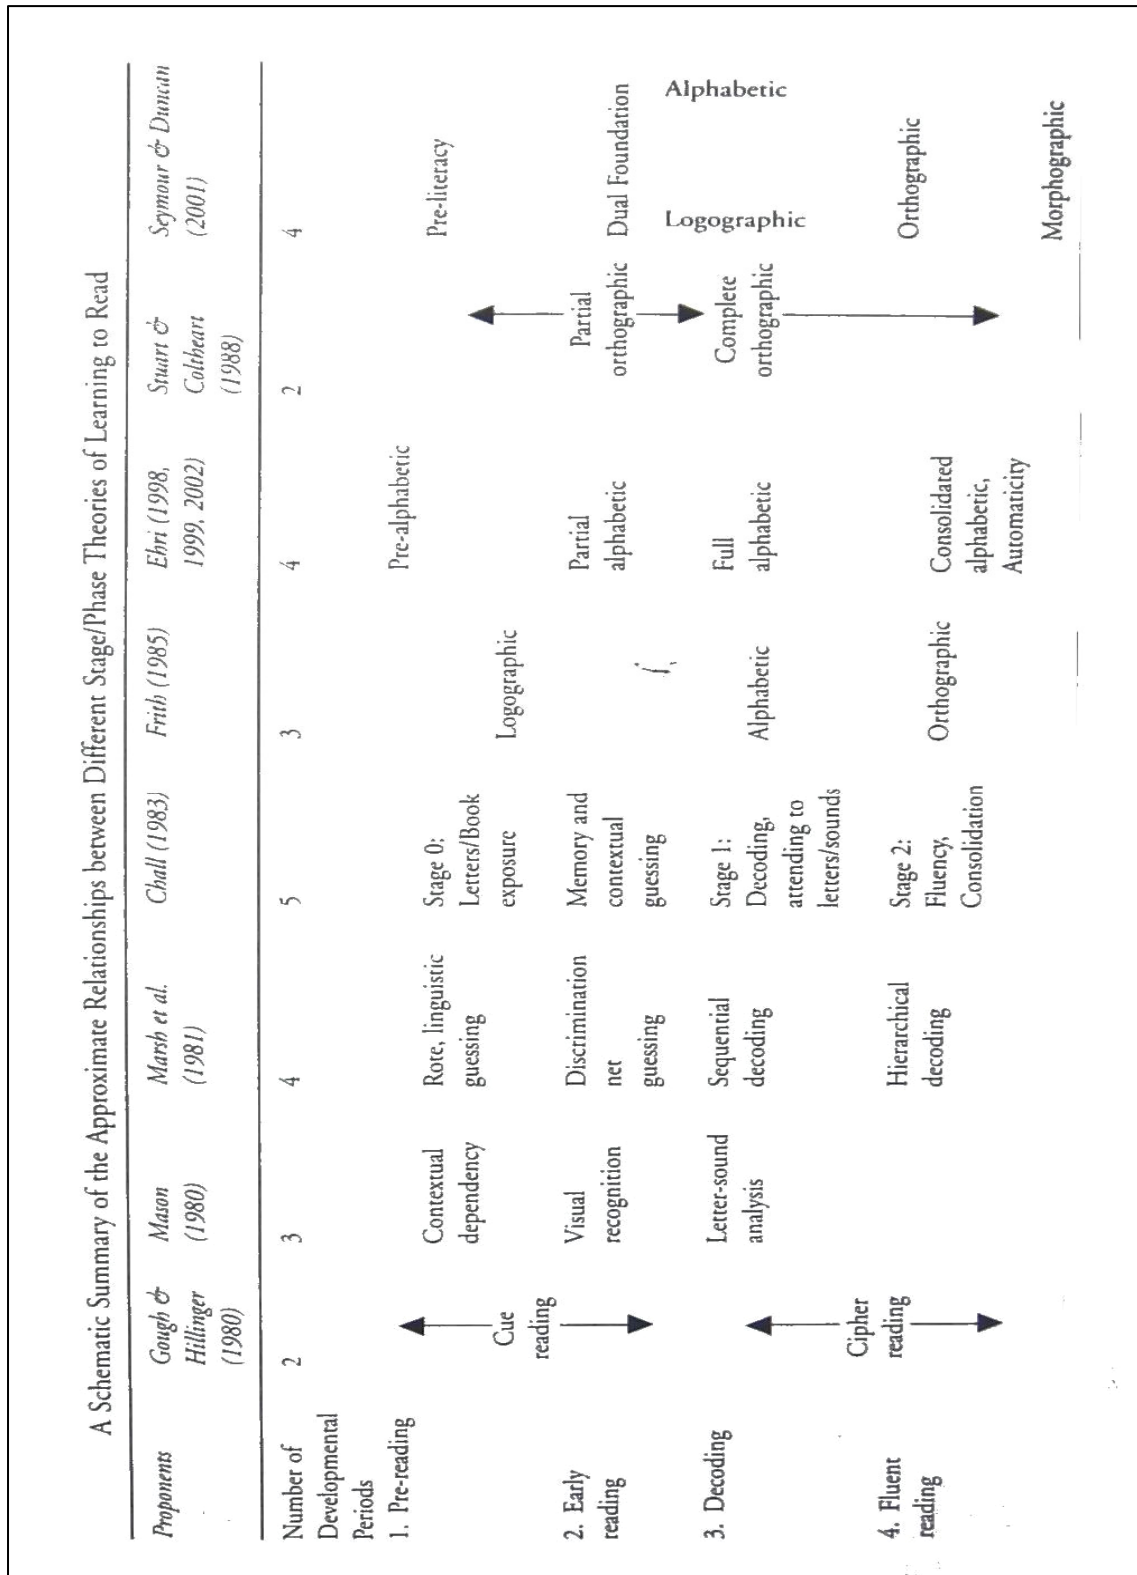 A Schematic Summary of the Approximate Relationships between Different Stage/Phase Theories of Learning to Read
Proponents Gough & Mason Marsh et al. Chall (1983) Frith (1985) Ehri (1998, Stuart & Seymour & Duncan
Hillinger (1980) (1981) 1999, 2002) Coltheart (2001)
(1980) (1988)
Number of 2 3 4 5 3 4 2 4
Developmental
Periods
1. Pre-reading Pre-alphabetic
Contextual Rote, linguistic Stage 0: Pre-literacy
dependency guessing Letters/Book
Cue exposure Logographic
reading
2. Early Visual Discrimination Memory and Partial Partial
reading recognition net contextual alphabetic orthographic Dual Foundation
guessing guessing
Logographic Alphabetic
3. Decoding Letter-sound Sequential Stage 1: Full Complete
analysis decoding Decoding, Alphabetic alphabetic orthographic
attending to
letters/sounds
Cipher
reading
4. Fluent Hierarchical Stage 2: Orthographic
reading decoding Fluency, Orthographic Consolidated
Consolidation alphabetic,
Automaticity
Morphographic